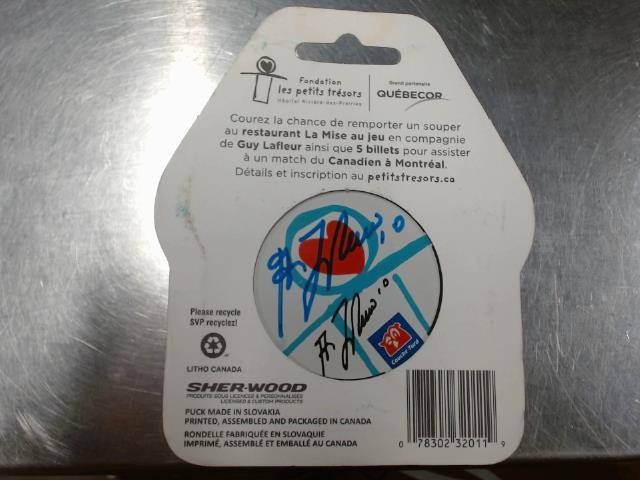 Fondation
les petits trésors
Hôpital Rivière-des-Prairies
Grand partenaire
QUÉBECOR
Courez la chance de remporter un souper
au restaurant La Mise au jeu en compagnie
de Guy Lafleur ainsi que 5 billets pour assister
à un match du Canadien à Montréal.
Détails et inscription au petitstresors.ca
Couche-Tard
Please recycle
SVP recyclez!
LITHO CANADA
SHER-WOOD
PRODUITS SOUS LICENCES & PERSONNALISÉS
LICENSED & CUSTOM PRODUCTS
PUCK MADE IN SLOVAKIA
PRINTED, ASSEMBLED AND PACKAGED IN CANADA
RONDELLE FABRIQUÉE EN SLOVAQUIE
IMPRIMÉ, ASSEMBLÉ ET EMBALLÉ AU CANADA
0 78302 32011 9